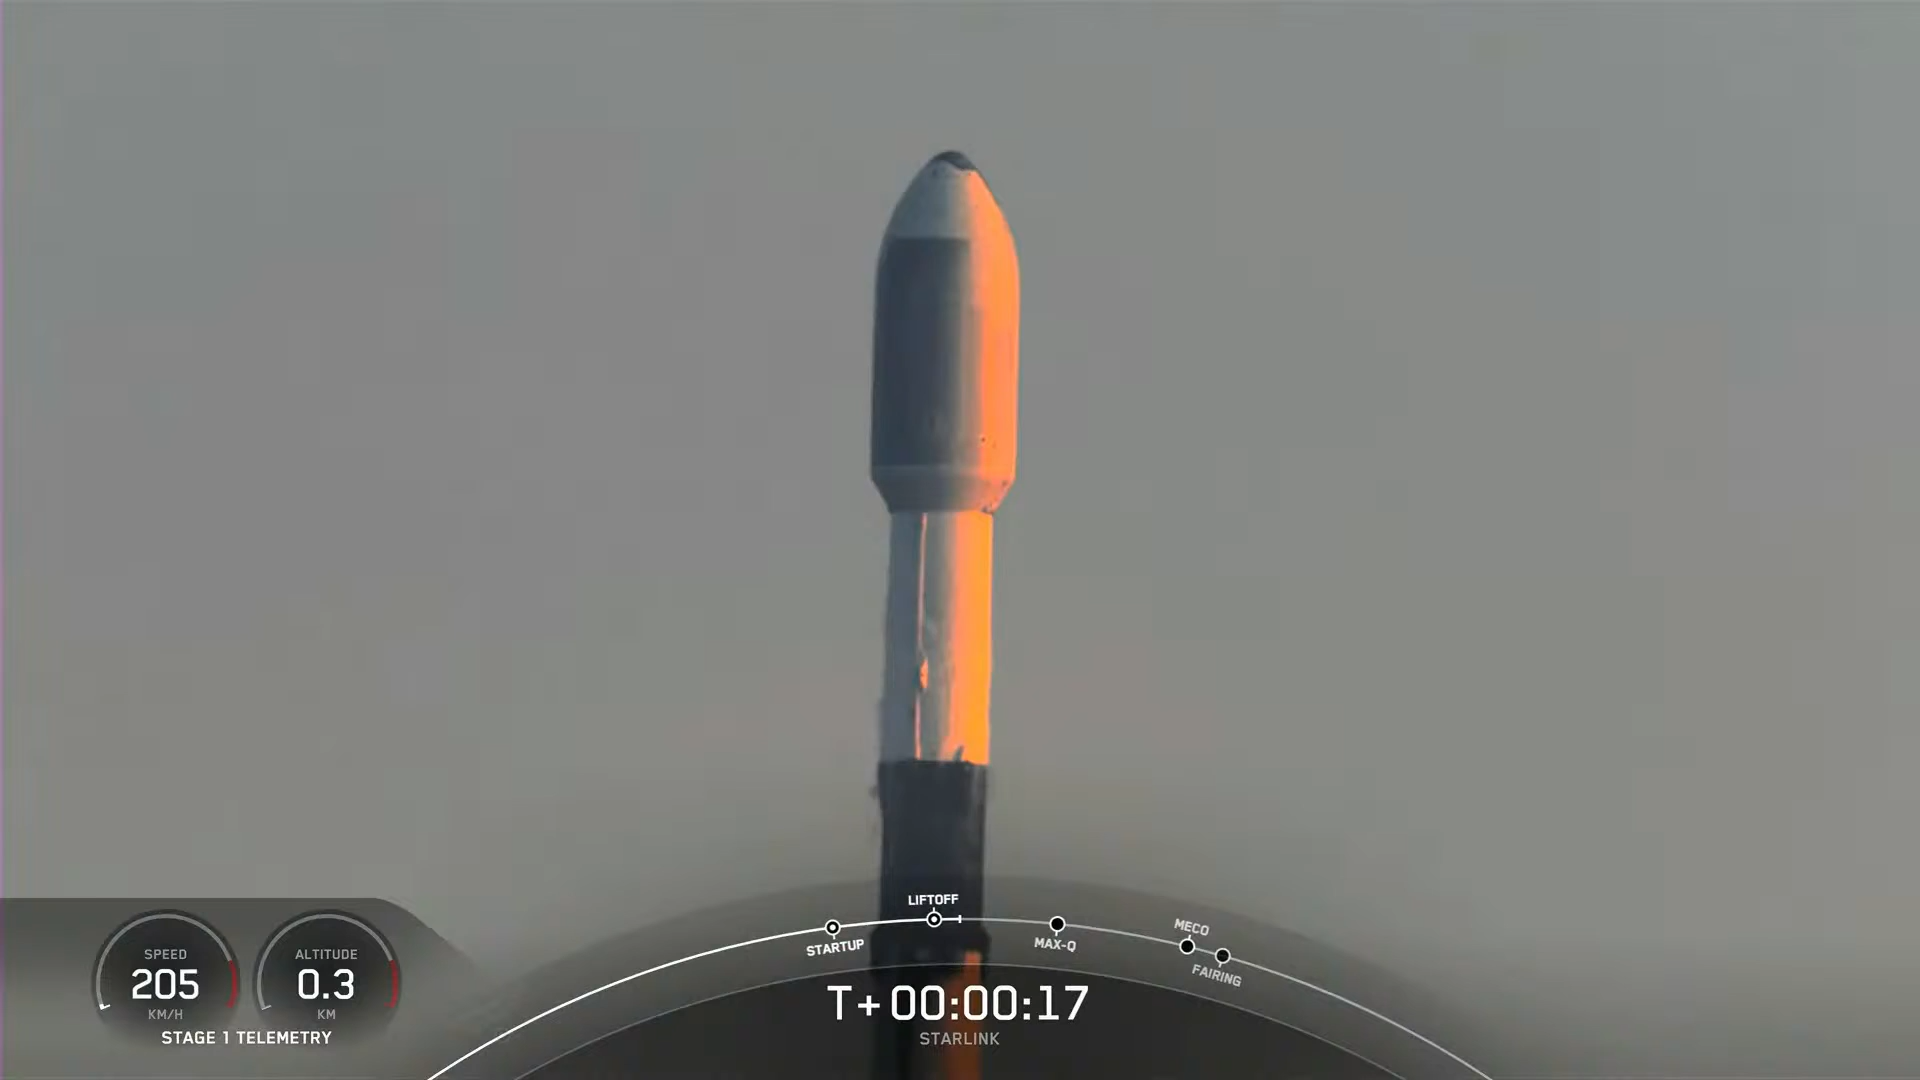 LIFTOFF
STARTUP
MAX-Q
MECO
FAIRING
SPEED
205
KM/H
ALTITUDE
0.3
KM
STAGE 1 TELEMETRY
T+00:00:17
STARLINK